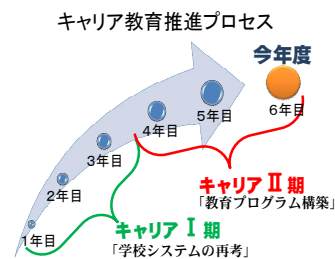 キャリア教育推進プロセス
今年度
6年目
5年目
4年目
3年目
2年目
1年目
キャリア Ⅱ 期
「教育プログラム構築」
キャリア Ⅰ 期
「学校システムの再考」